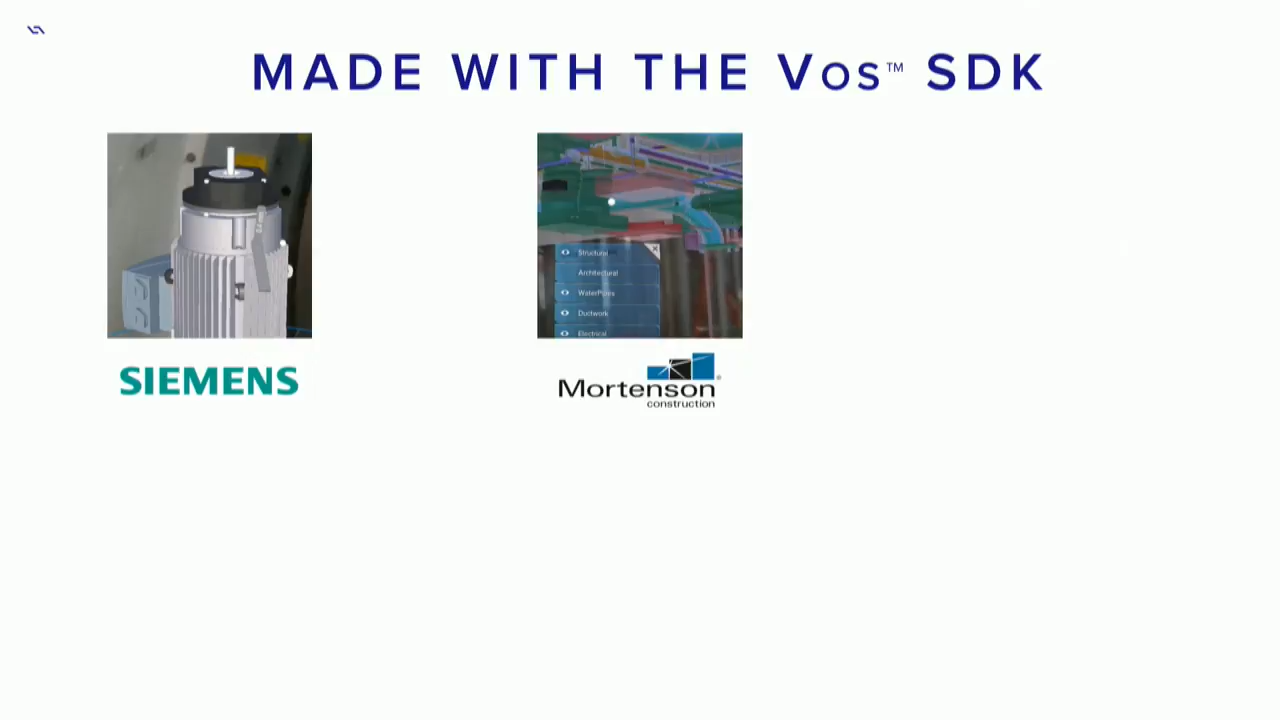 MADE WITH THE Vos™ SDK
Structural
Architectural
WaterPipes
Ductwork
Electrical
SIEMENS
Mortenson
construction